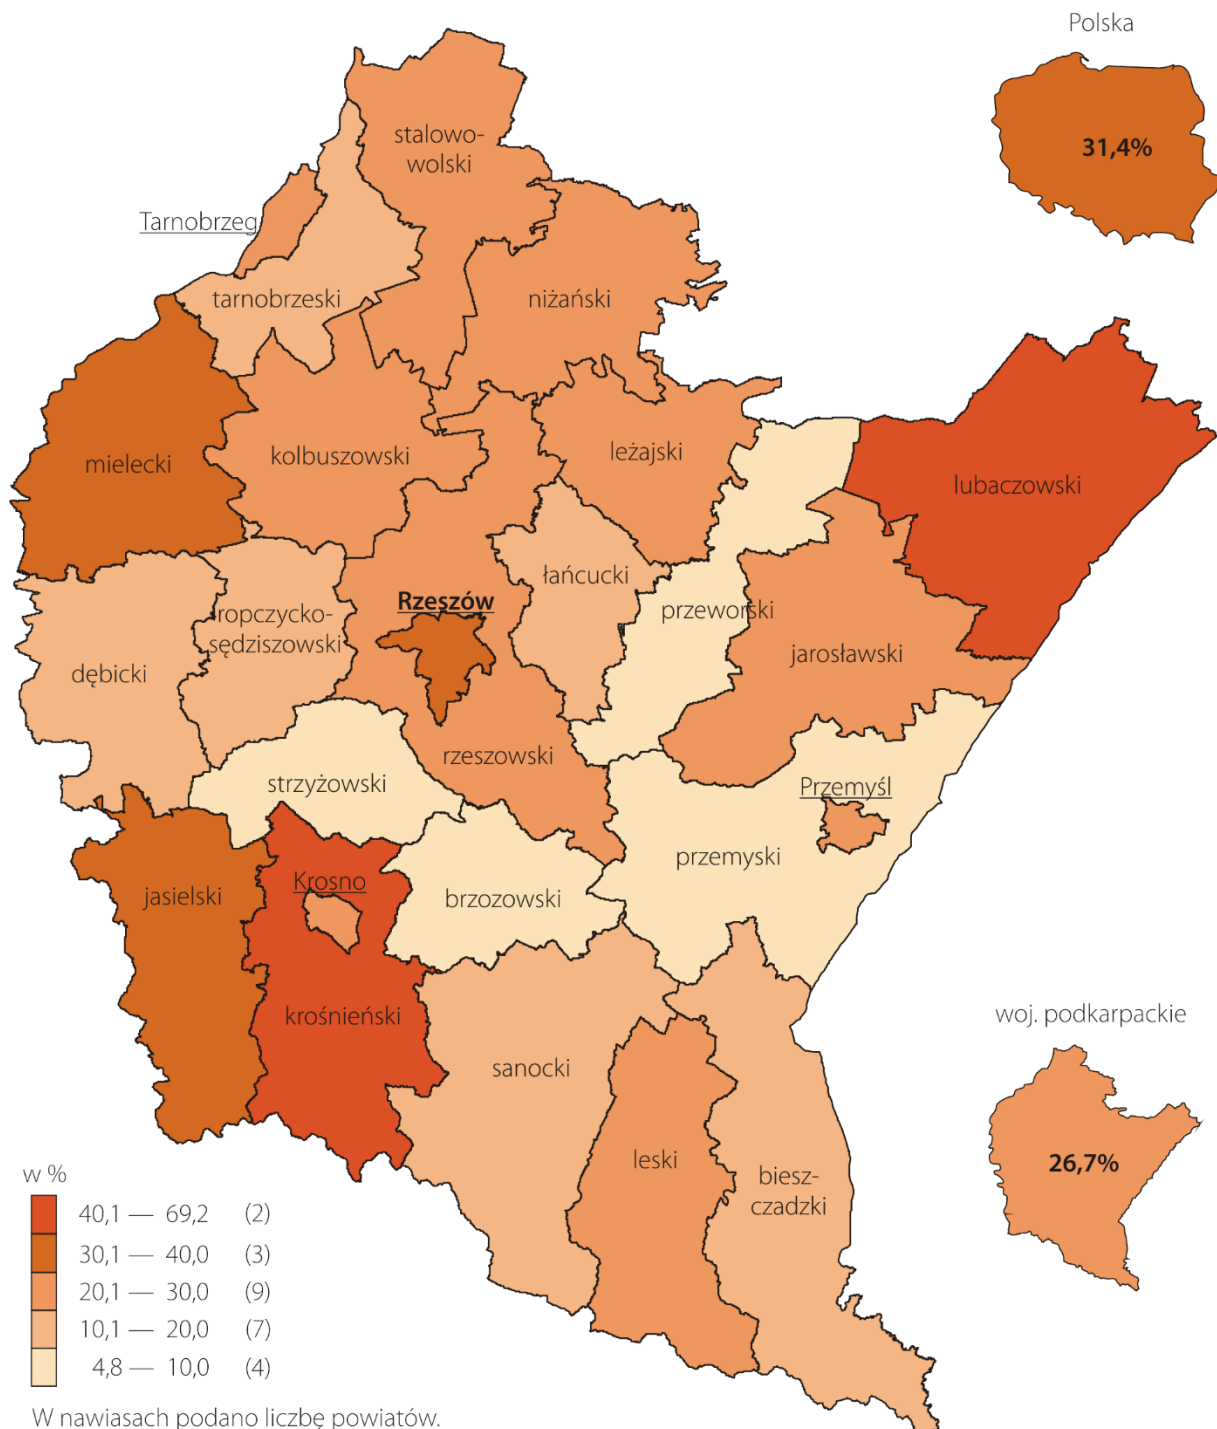 Polska
31,4%
stalowo-
wolski
Tarnobrzeg
tarnobrzeski
niżański
mielecki
kolbuszowski
leżajski
lubaczowski
łańcucki
Rzeszów
przeworski
ropczycko-
sędziszowski
dębicki
jarosławski
rzeszowski
strzyżowski
Przemyśl
przemyski
jasielski
Krosno
brzozowski
krośnieński
sanocki
leski
biesz-
czadzki
woj. podkarpackie
26,7%
w %
40,1 — 69,2 (2)
30,1 — 40,0 (3)
20,1 — 30,0 (9)
10,1 — 20,0 (7)
4,8 — 10,0 (4)
W nawiasach podano liczbę powiatów.